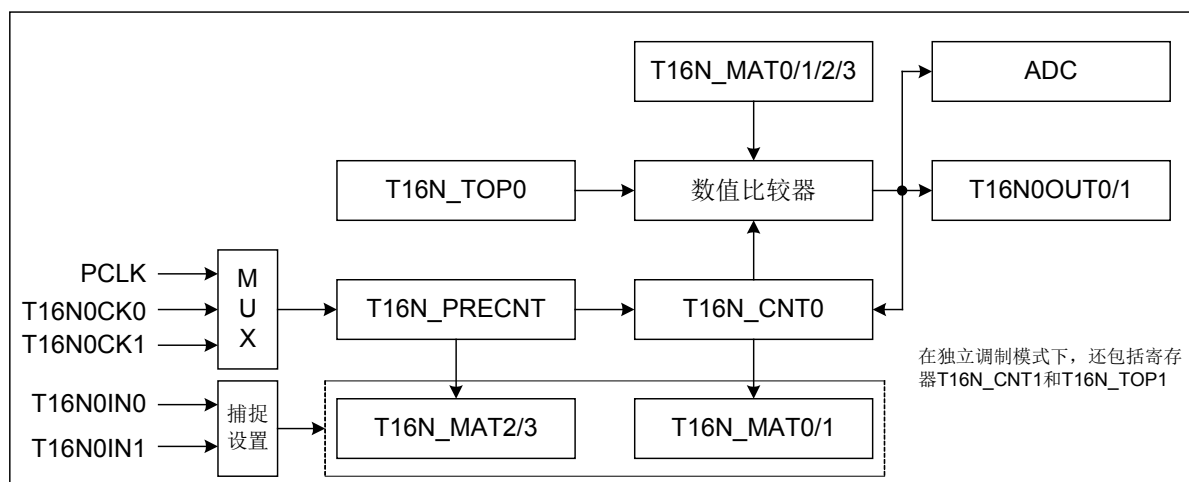 T16N_MAT0/1/2/3
ADC
T16N_TOP0
数值比较器
T16N0OUT0/1
PCLK
T16N0CK0
T16N0CK1
M
U
X
T16N_PRECNT
T16N_CNT0
在独立调制模式下，还包括寄存
器T16N_CNT1和T16N_TOP1
T16N0IN0
T16N0IN1
捕捉
设置
T16N_MAT2/3
T16N_MAT0/1